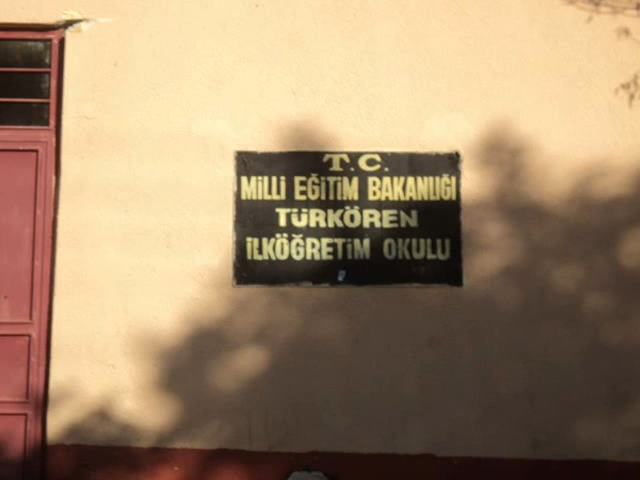 T.C.
MİLLİ EĞİTİM BAKANLIĞI
TÜRKÖREN
İLKÖĞRETİM OKULU